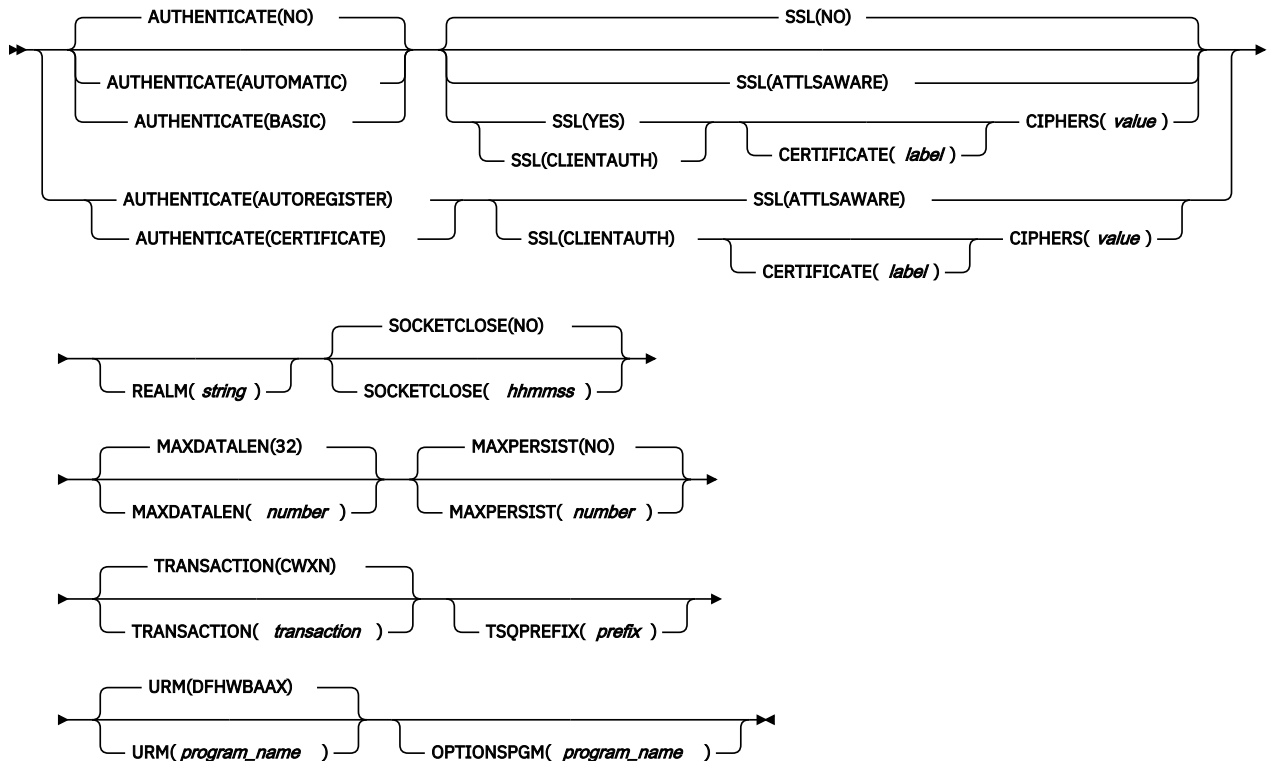 AUTHENTICATE(NO) SSL(NO)
AUTHENTICATE(AUTOMATIC) SSL(ATTLSAWARE)
AUTHENTICATE(BASIC) SSL(YES) CIPHERS( value )
SSL(CLIENTAUTH) CERTIFICATE( label )
AUTHENTICATE(AUTOREGISTER) SSL(ATTLSAWARE)
AUTHENTICATE(CERTIFICATE) SSL(CLIENTAUTH) CIPHERS( value )
CERTIFICATE( label )
SOCKETCLOSE(NO)
REALM( string ) SOCKETCLOSE( hhmmss )
MAXDATALEN(32) MAXPERSIST(NO)
MAXDATALEN( number ) MAXPERSIST( number )
TRANSACTION(CWXN)
TRANSACTION( transaction ) TSQPREFIX( prefix )
URM(DFHWBAAX)
URM( program_name ) OPTIONSPGM( program_name )